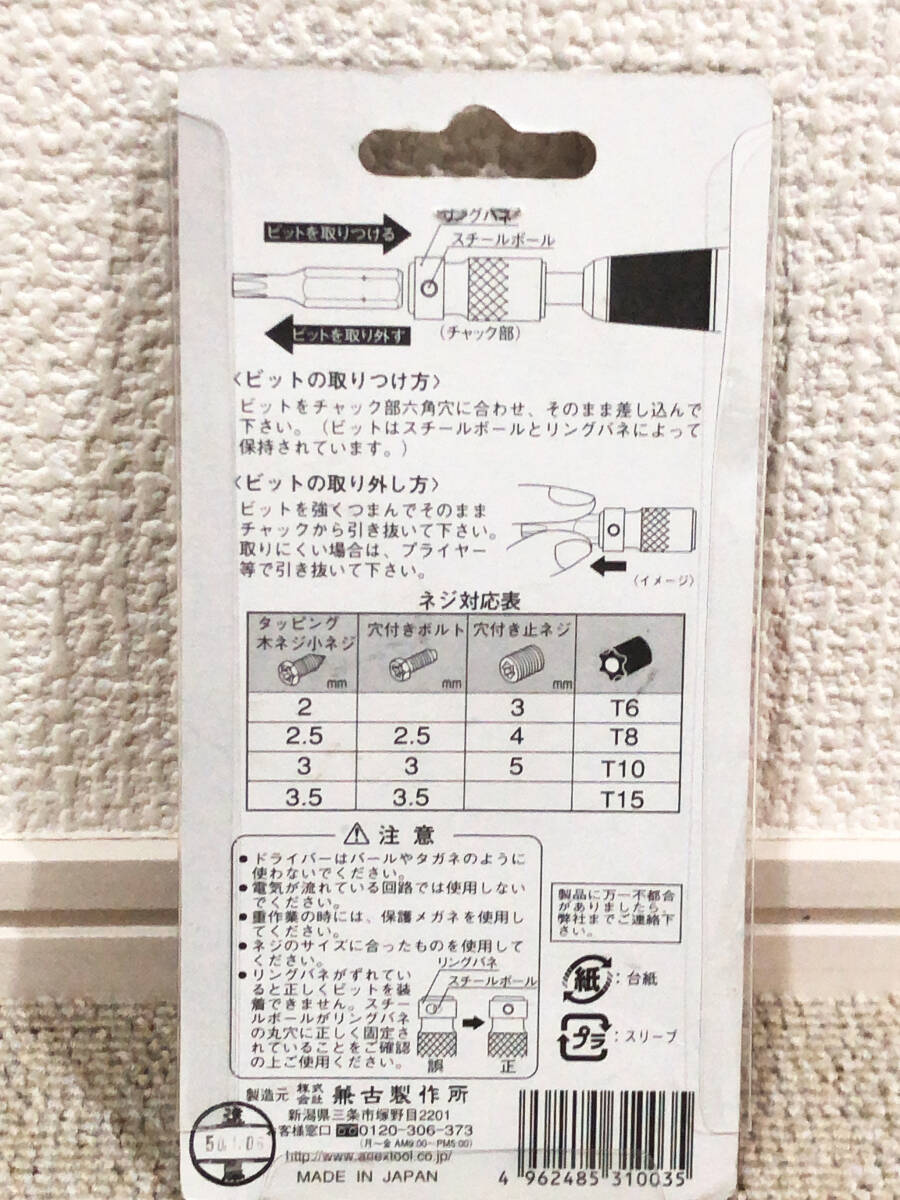 リングバネ
ビットを取りつける
スチールボール
ビットを取り外す
(チャック部)
〈ビットの取りつけ方〉
ビットをチャック部六角穴に合わせ、そのまま差し込んで
下さい。(ビットはスチールボールとリングバネによって
保持されています。)
〈ビットの取り外し方〉
ビットを強くつまんでそのまま
チャックから引き抜いて下さい。
取りにくい場合は、プライヤー
等で引き抜いて下さい。
(イメージ)
ネジ対応表
タッピング
木ネジ小ネジ
mm
穴付きボルト
mm
穴付き止ネジ
mm
2 3 T6
2.5 2.5 4 T8
3 3 5 T10
3.5 3.5 T15
⚠注意
●ドライバーはバールやタガネのように
使わないでください。
●電気が流れている回路では使用しない
でください。
●重作業の時には、保護メガネを使用し
てください。
●ネジのサイズに合ったものを使用して
ください。
●リングバネがずれてい
ると正しくビットを装
着できません。スチー
ルボールがリングバネ
の丸穴に正しく固定さ
れていることをご確認
の上ご使用ください。
リングバネ
スチールボール
誤 正
製品に万一不都合
がありましたら、
弊社までご連絡下
さい。
紙:台紙
プラ:スリーブ
製造元 株式会社 兼古製作所
新潟県三条市塚野目2201
客様窓口 0120-306-373
(月〜金 AM9:00〜PM5:00)
http://www.anextool.co.jp/
MADE IN JAPAN
4 962485 310035